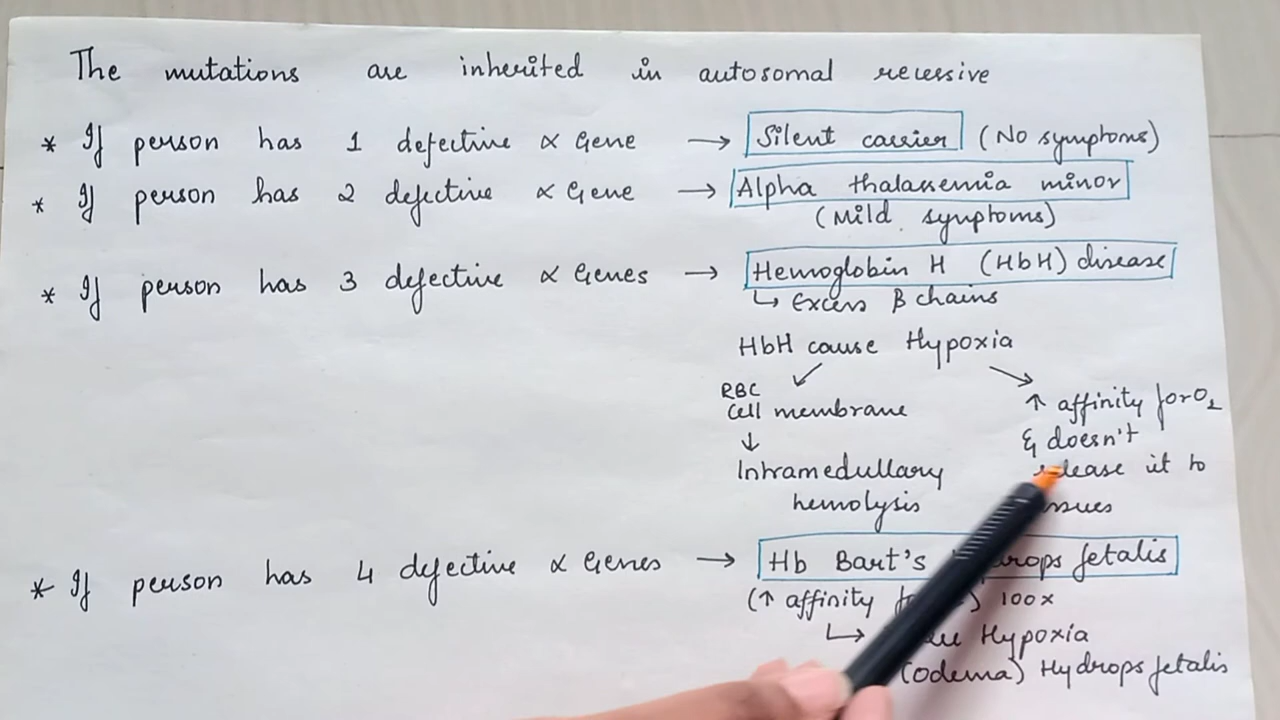 The mutations are inherited in autosomal recessive
* If person has 1 defective α Gene → Silent carrier (No symptoms)
* If person has 2 defective α Gene → Alpha thalassemia minor
(Mild symptoms)
* If person has 3 defective α Genes → Hemoglobin H (HbH) disease
↳ Excess β chains
HbH cause Hypoxia
↙ ↘
RBC
Cell membrane ↑ affinity for O2
↓ & doesn't
Intramedullary release it to
hemolysis
* If person has 4 defective α Genes → Hb Bart's fetalis
(↑ affinity 100x
↳ Hypoxia
(odema) Hydrops fetalis